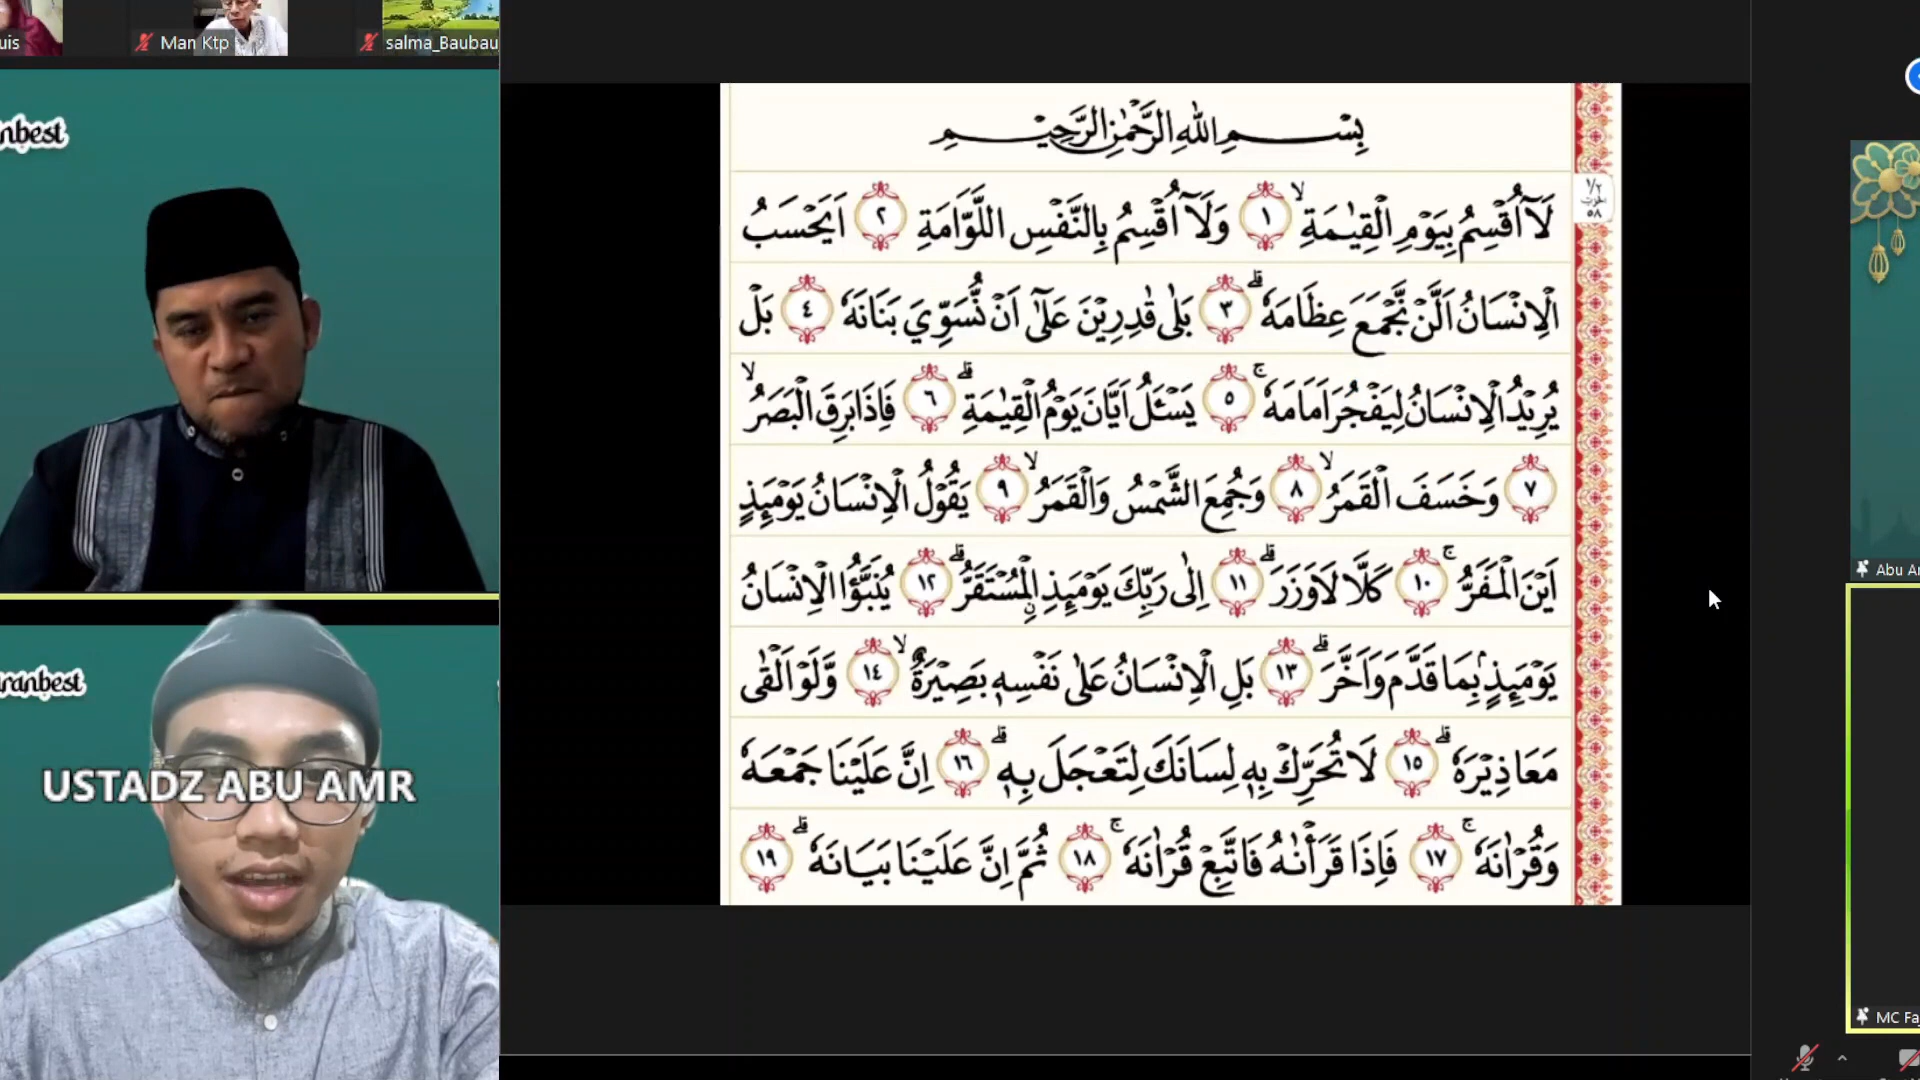 uis
Man Ktp
salma_Baubau
nbest
ranbest
USTADZ ABU AMR
بِسْمِ اللّٰهِ الرَّحْمٰنِ الرَّحِيْمِ
لَآ اُقْسِمُ بِيَوْمِ الْقِيٰمَةِۙ ١ وَلَآ اُقْسِمُ بِالنَّفْسِ اللَّوَّامَةِ ٢ اَيَحْسَبُ
الْاِنْسَانُ اَلَّنْ نَّجْمَعَ عِظَامَهٗۗ ٣ بَلٰى قٰدِرِيْنَ عَلٰٓى اَنْ نُّسَوِّيَ بَنَانَهٗ ٤ بَلْ
يُرِيْدُ الْاِنْسَانُ لِيَفْجُرَ اَمَامَهٗۚ ٥ يَسْـَٔلُ اَيَّانَ يَوْمُ الْقِيٰمَةِۗ ٦ فَاِذَا بَرِقَ الْبَصَرُۙ
٧ وَخَسَفَ الْقَمَرُۙ ٨ وَجُمِعَ الشَّمْسُ وَالْقَمَرُۙ ٩ يَقُوْلُ الْاِنْسَانُ يَوْمَىِٕذٍ
اَيْنَ الْمَفَرُّۚ ١٠ كَلَّا لَا وَزَرَۗ ١١ اِلٰى رَبِّكَ يَوْمَىِٕذِ ِۨالْمُسْتَقَرُّۗ ١٢ يُنَبَّؤُا الْاِنْسَانُ
يَوْمَىِٕذٍۢ بِمَا قَدَّمَ وَاَخَّرَۗ ١٣ بَلِ الْاِنْسَانُ عَلٰى نَفْسِهٖ بَصِيْرَةٌۙ ١٤ وَّلَوْ اَلْقٰى
مَعَاذِيْرَهٗۗ ١٥ لَا تُحَرِّكْ بِهٖ لِسَانَكَ لِتَعْجَلَ بِهٖۗ ١٦ اِنَّ عَلَيْنَا جَمْعَهٗ
وَقُرْاٰنَهٗۚ ١٧ فَاِذَا قَرَأْنٰهُ فَاتَّبِعْ قُرْاٰنَهٗۚ ١٨ ثُمَّ اِنَّ عَلَيْنَا بَيَانَهٗۗ ١٩
١/٢
٥٨
Abu A
MC Fa